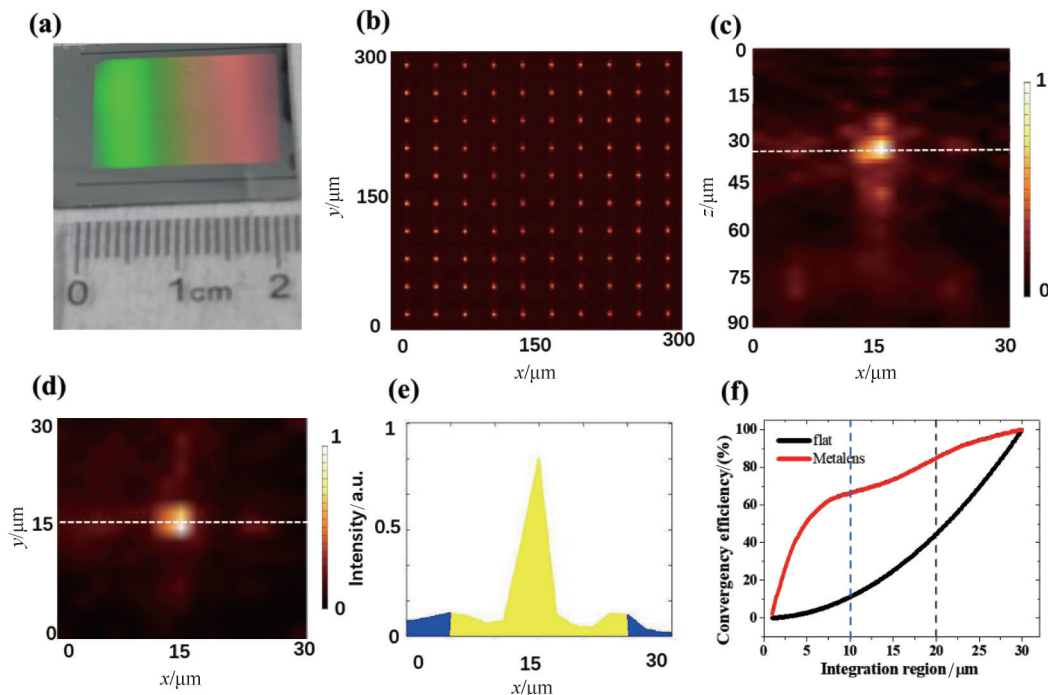 (a)
0 1cm 2
(b)
300
150
0
y/μm
0 150 300
x/μm
(c)
0
15
30
45
60
75
90
z/μm
0 15 30
x/μm
1
0
(d)
30
15
0
y/μm
0 15 30
x/μm
1
0
(e)
1
0.5
0
Intensity/a.u.
0 15 30
x/μm
(f)
flat
Metalens
100
80
60
40
20
0
Convergency efficiency/(%)
0 5 10 15 20 25 30
Integration region/μm